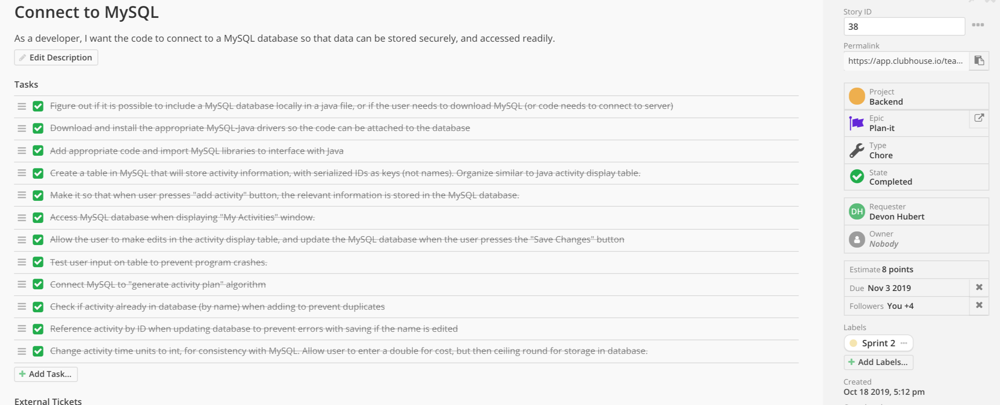 Connect to MySQL
As a developer, I want the code to connect to a MySQL database so that data can be stored securely, and accessed readily.
Edit Description
Tasks
Figure out if it is possible to include a MySQL database locally in a java file, or if the user needs to download MySQL (or code needs to connect to server)
Download and install the appropriate MySQL-Java drivers so the code can be attached to the database
Add appropriate code and import MySQL libraries to interface with Java
Create a table in MySQL that will store activity information, with serialized IDs as keys (not names). Organize similar to Java activity display table.
Make it so that when user presses "add activity" button, the relevant information is stored in the MySQL database.
Access MySQL database when displaying "My Activities" window.
Allow the user to make edits in the activity display table, and update the MySQL database when the user presses the "Save Changes" button
Test user input on table to prevent program crashes.
Connect MySQL to "generate activity plan" algorithm
Check if activity already in database (by name) when adding to prevent duplicates
Reference activity by ID when updating database to prevent errors with saving if the name is edited
Change activity time units to int, for consistency with MySQL. Allow user to enter a double for cost, but then ceiling round for storage in database.
Add Task...
External Tickets
Story ID
38
Permalink
https://app.clubhouse.io/tea...
Project
Backend
Epic
Plan-it
Type
Chore
State
Completed
DH
Requester
Devon Hubert
Owner
Nobody
Estimate 8 points
Due Nov 3 2019
Followers You +4
Labels
Sprint 2
Add Labels...
Created
Oct 18 2019, 5:12 pm